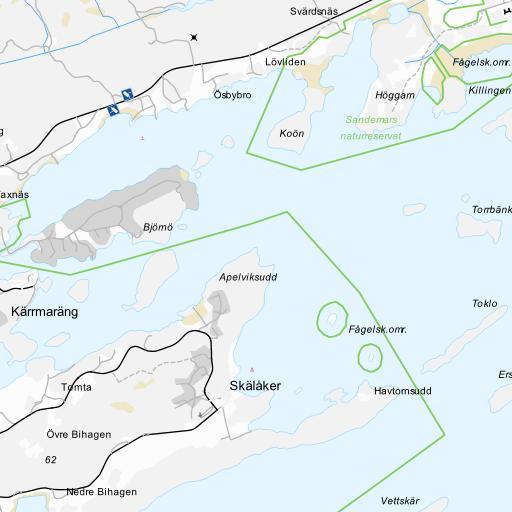 Svärdsnäs
Lövliden
Fågelsk.omr.
Ösbybro
Höggarn
Killingen
Sandemars
naturreservat
Koön
axnäs
Björnö
Torrbänk
Apelviksudd
Kärrmaräng
Toklo
Fågelsk.omr.
Ers
Tomta
Skälåker
Havtornsudd
Övre Bihagen
62
Nedre Bihagen
Vettskär